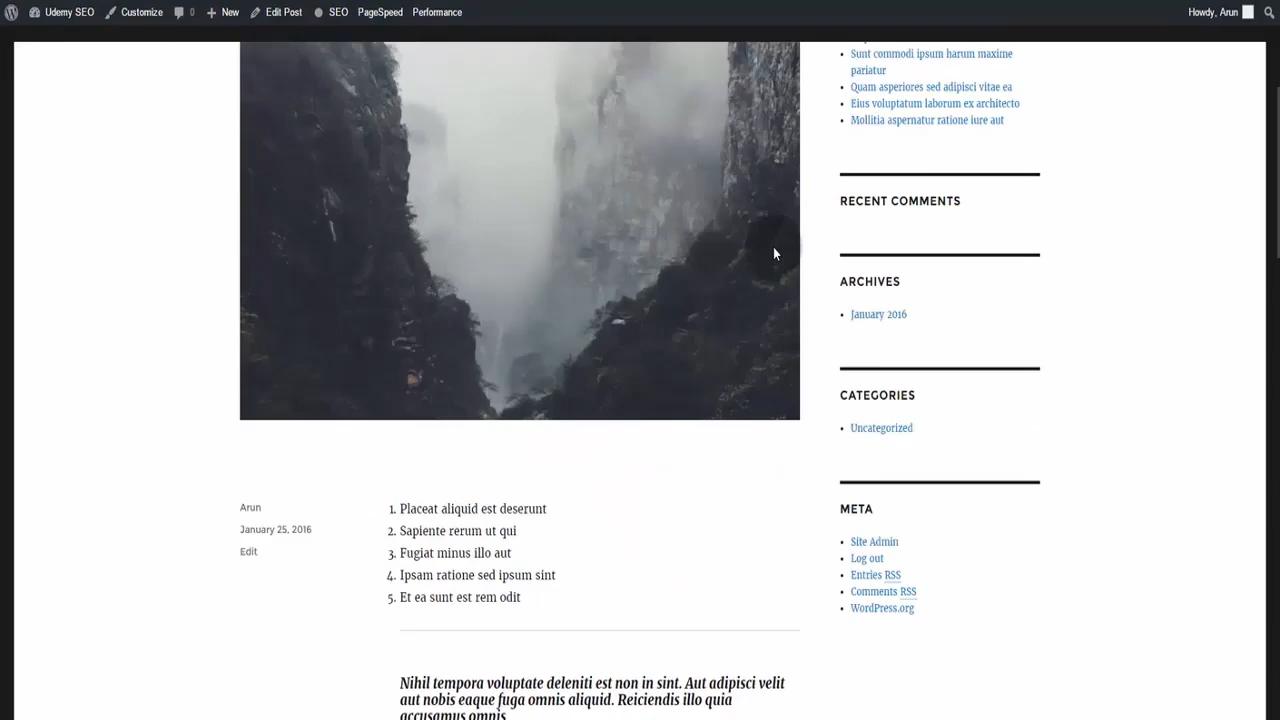 Udemy SEO Customize 0 New Edit Post SEO PageSpeed Performance Howdy, Arun
Sunt commodi ipsum harum maxime
pariatur
Quam asperiores sed adipisci vitae ea
Eius voluptatum laborum ex architecto
Mollitia aspernatur ratione iure aut
RECENT COMMENTS
ARCHIVES
January 2016
CATEGORIES
Uncategorized
META
Site Admin
Log out
Entries RSS
Comments RSS
WordPress.org
Arun
January 25, 2016
Edit
1. Placeat aliquid est deserunt
2. Sapiente rerum ut qui
3. Fugiat minus illo aut
4. Ipsam ratione sed ipsum sint
5. Et ea sunt est rem odit
Nihil tempora voluptate deleniti est non in sint. Aut adipisci velit
aut nobis eaque fuga omnis aliquid. Reiciendis illo quia
accusamus omnis